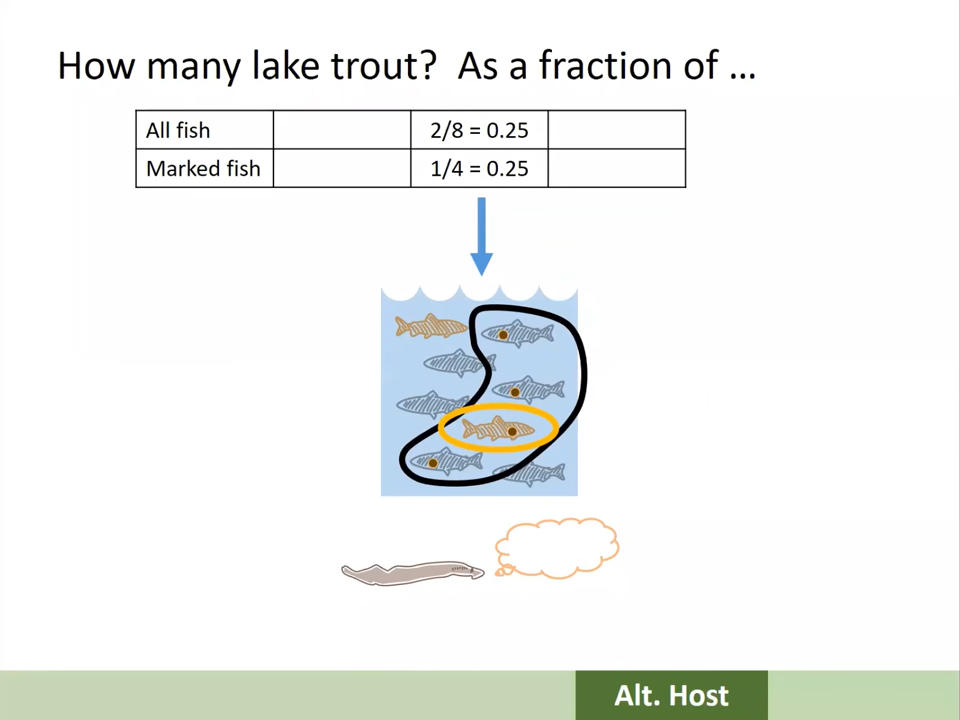 How many lake trout? As a fraction of ...
All fish 2/8 = 0.25
Marked fish 1/4 = 0.25
Alt. Host